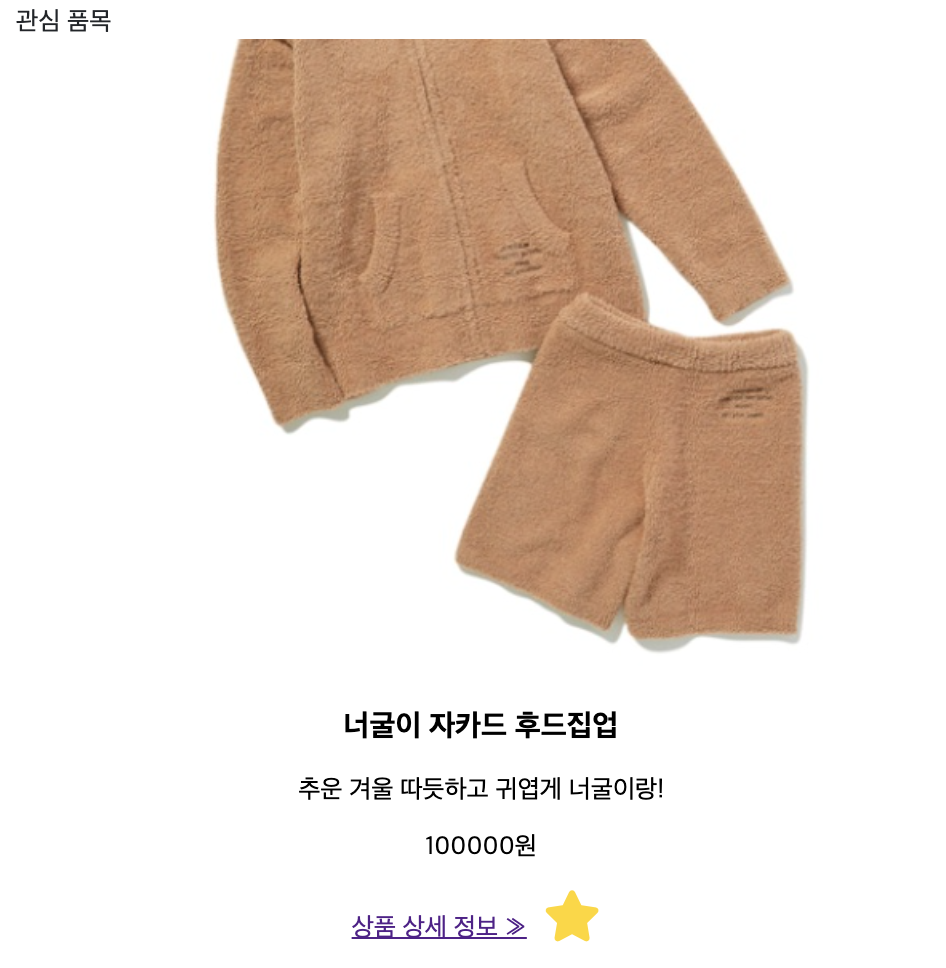 관심 품목
너굴이 자카드 후드집업
추운 겨울 따듯하고 귀엽게 너굴이랑!
100000원
상품 상세 정보 ≫